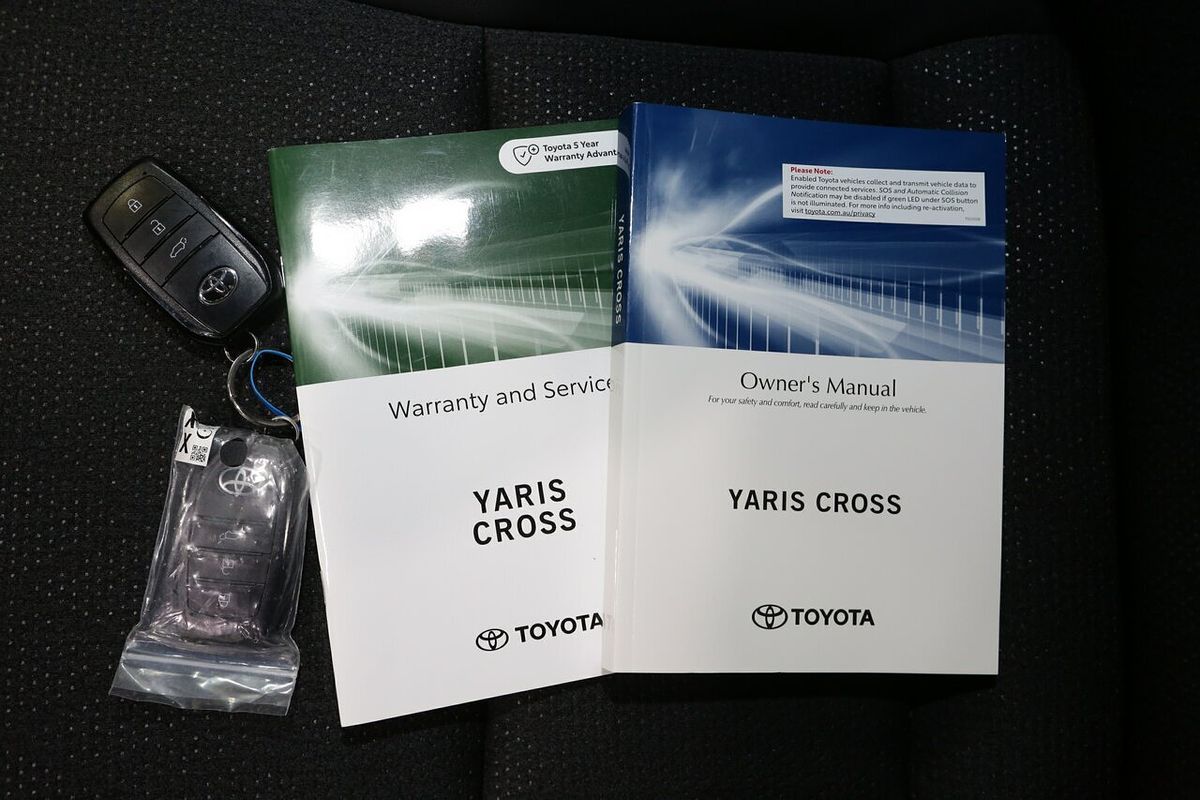 Toyota 5 Year
Warranty Advant
Warranty and Service
YARIS
CROSS
TOYOTA
YARIS CROSS
Please Note:
Enabled Toyota vehicles collect and transmit vehicle data to
provide connected services. SOS and Automatic Collision
Notification may be disabled if green LED under SOS button
is not illuminated. For more info including re-activation,
visit toyota.com.au/privacy
Owner's Manual
For your safety and comfort, read carefully and keep in the vehicle.
YARIS CROSS
TOYOTA